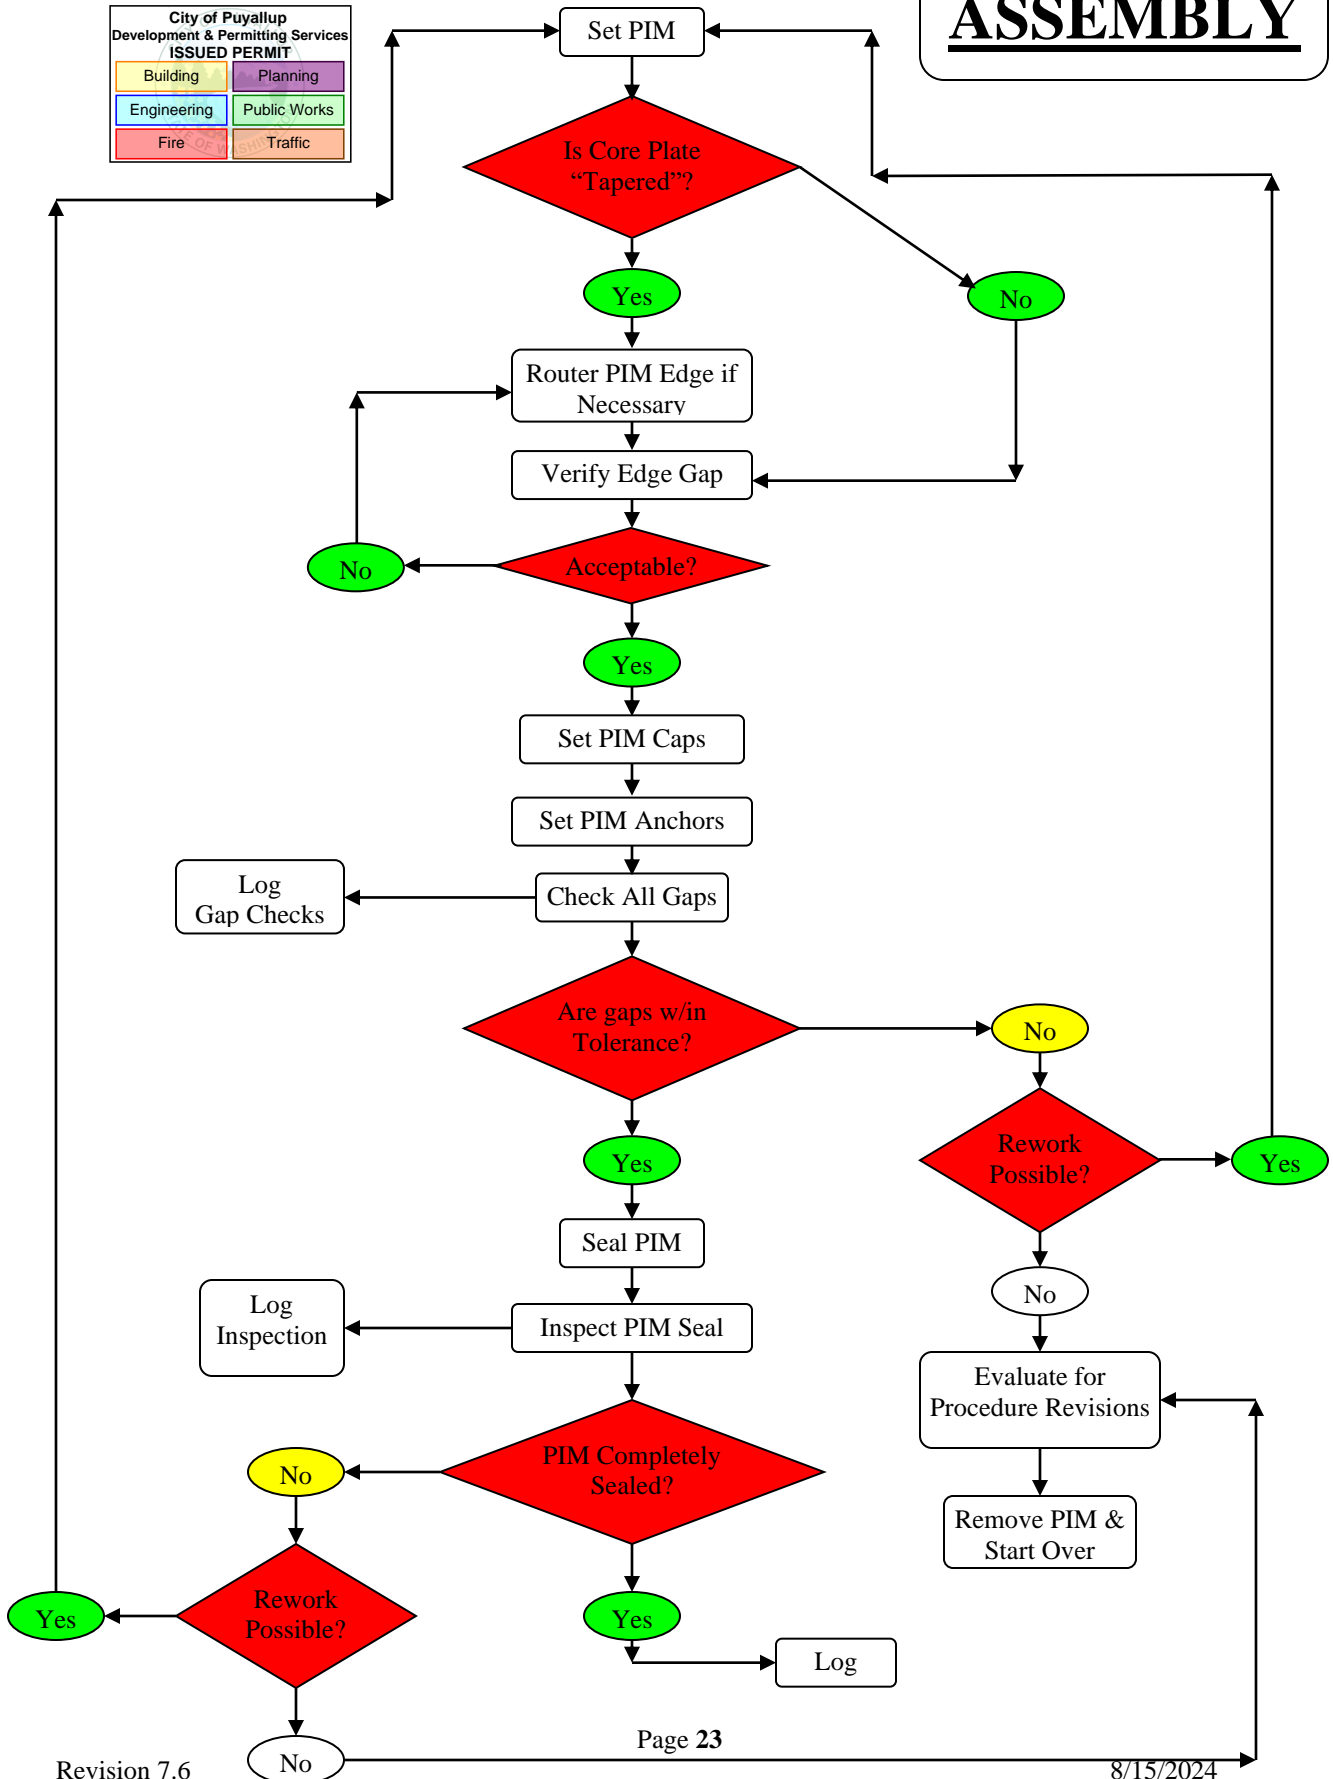 City of Puyallup
Development & Permitting Services
ISSUED PERMIT
Building
Planning
Engineering
Public Works
Fire
Traffic
ASSEMBLY
Set PIM
Is Core Plate
“Tapered”?
Yes
No
Router PIM Edge if
Necessary
Verify Edge Gap
Acceptable?
No
Yes
Set PIM Caps
Set PIM Anchors
Check All Gaps
Log
Gap Checks
Are gaps w/in
Tolerance?
No
Yes
Rework
Possible?
Yes
No
Seal PIM
Inspect PIM Seal
Log
Inspection
Evaluate for
Procedure Revisions
Remove PIM &
Start Over
PIM Completely
Sealed?
No
Rework
Possible?
Yes
Yes
Log
No
Page 23
Revision 7.6
8/15/2024